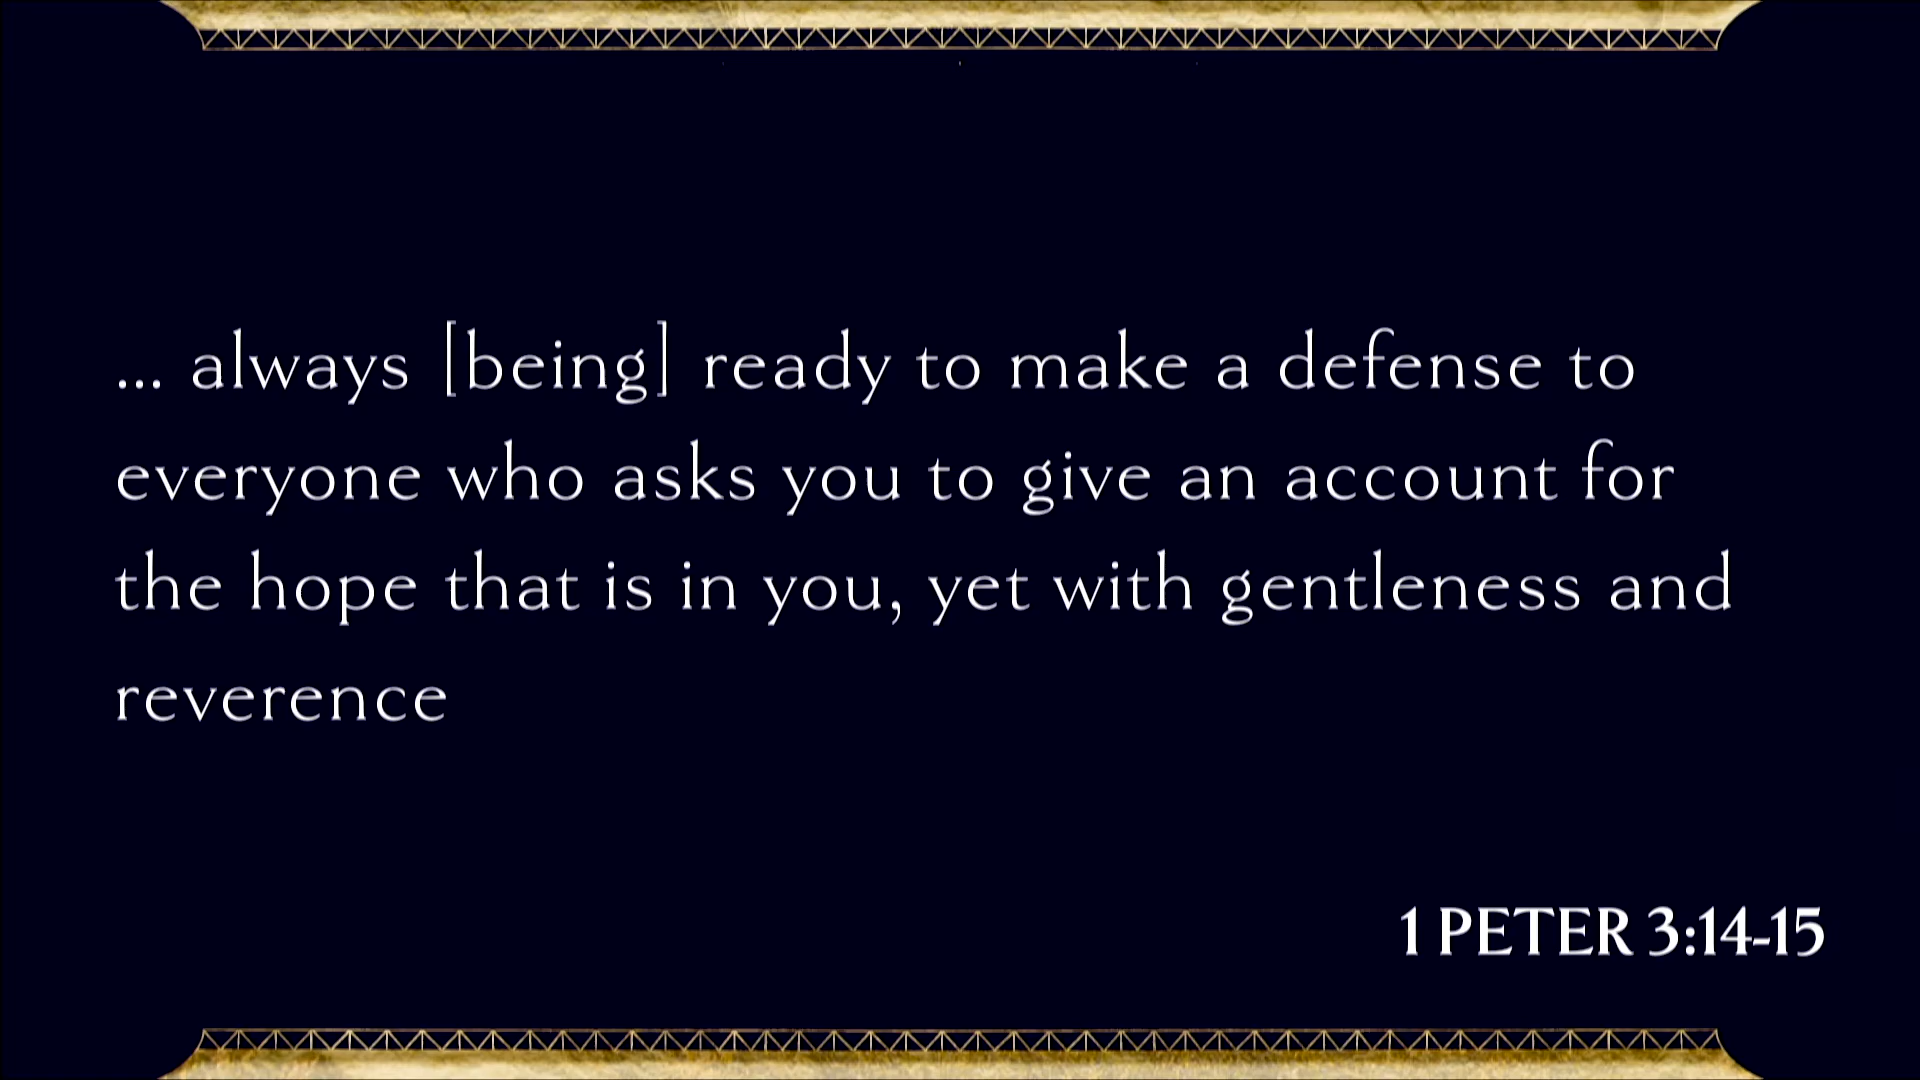 ... always [being] ready to make a defense to
everyone who asks you to give an account for
the hope that is in you, yet with gentleness and
reverence
1 PETER 3:14-15